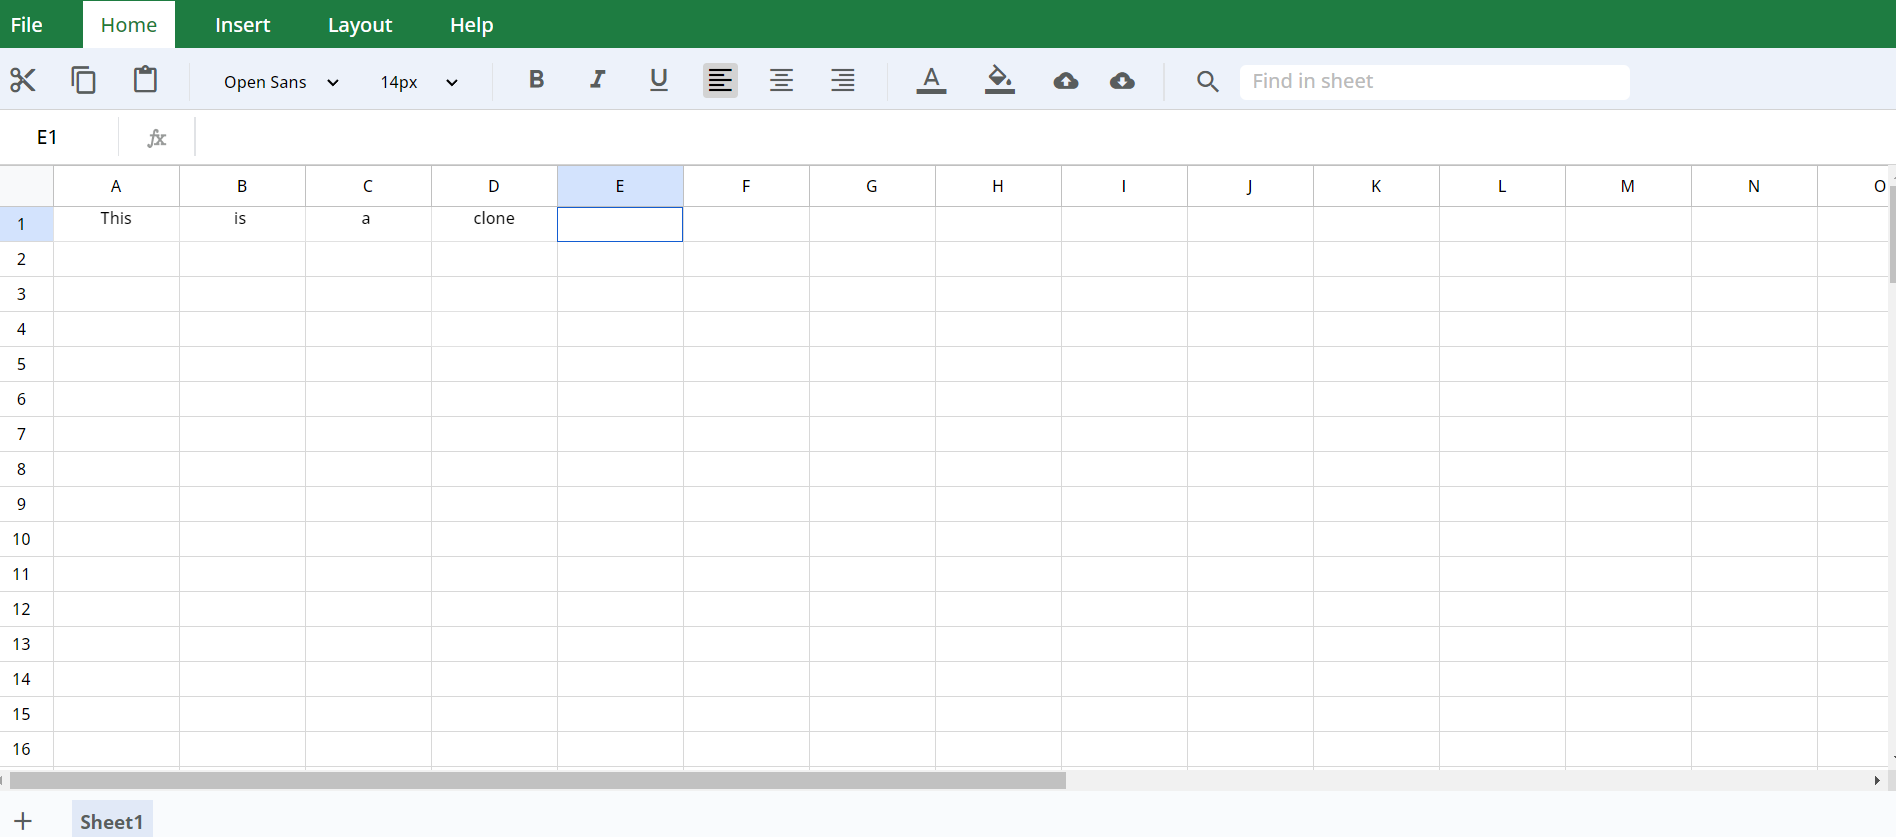 File Home Insert Layout Help
Open Sans 14px B I U A Find in sheet
E1 fx
A B C D E F G H I J K L M N O
1 This is a clone
2
3
4
5
6
7
8
9
10
11
12
13
14
15
16
+ Sheet1